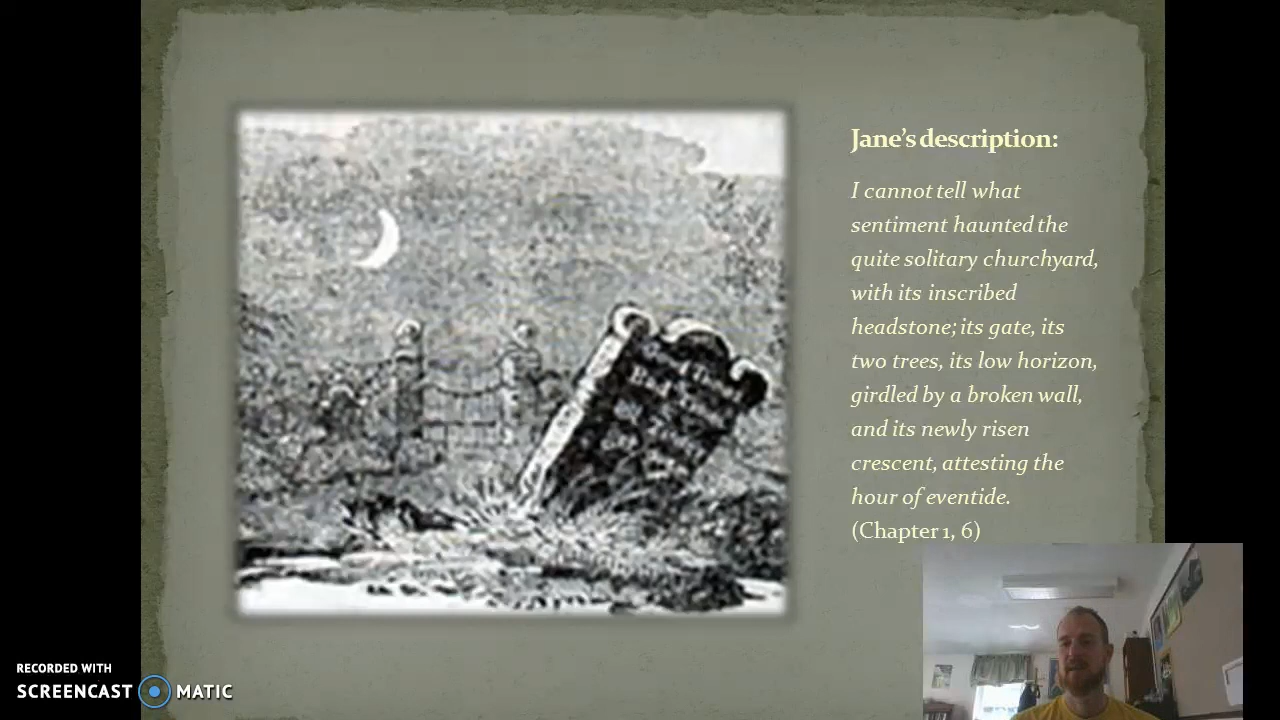 Jane's description:
I cannot tell what
sentiment haunted the
quite solitary churchyard,
with its inscribed
headstone; its gate, its
two trees, its low horizon,
girdled by a broken wall,
and its newly risen
crescent, attesting the
hour of eventide.
(Chapter 1, 6)
RECORDED WITH
SCREENCAST MATIC